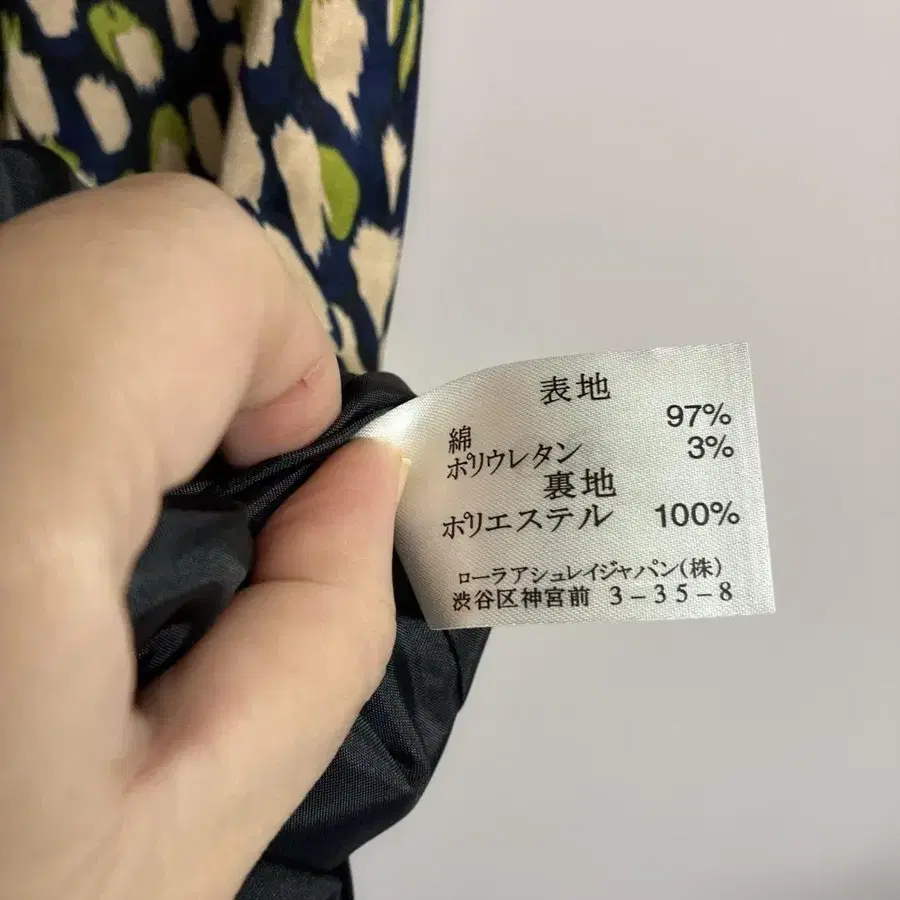 表地
綿 97%
ポリウレタン 3%
裏地
ポリエステル 100%
ローラアシュレイジャパン(株)
渋谷区神宮前 3-35-8